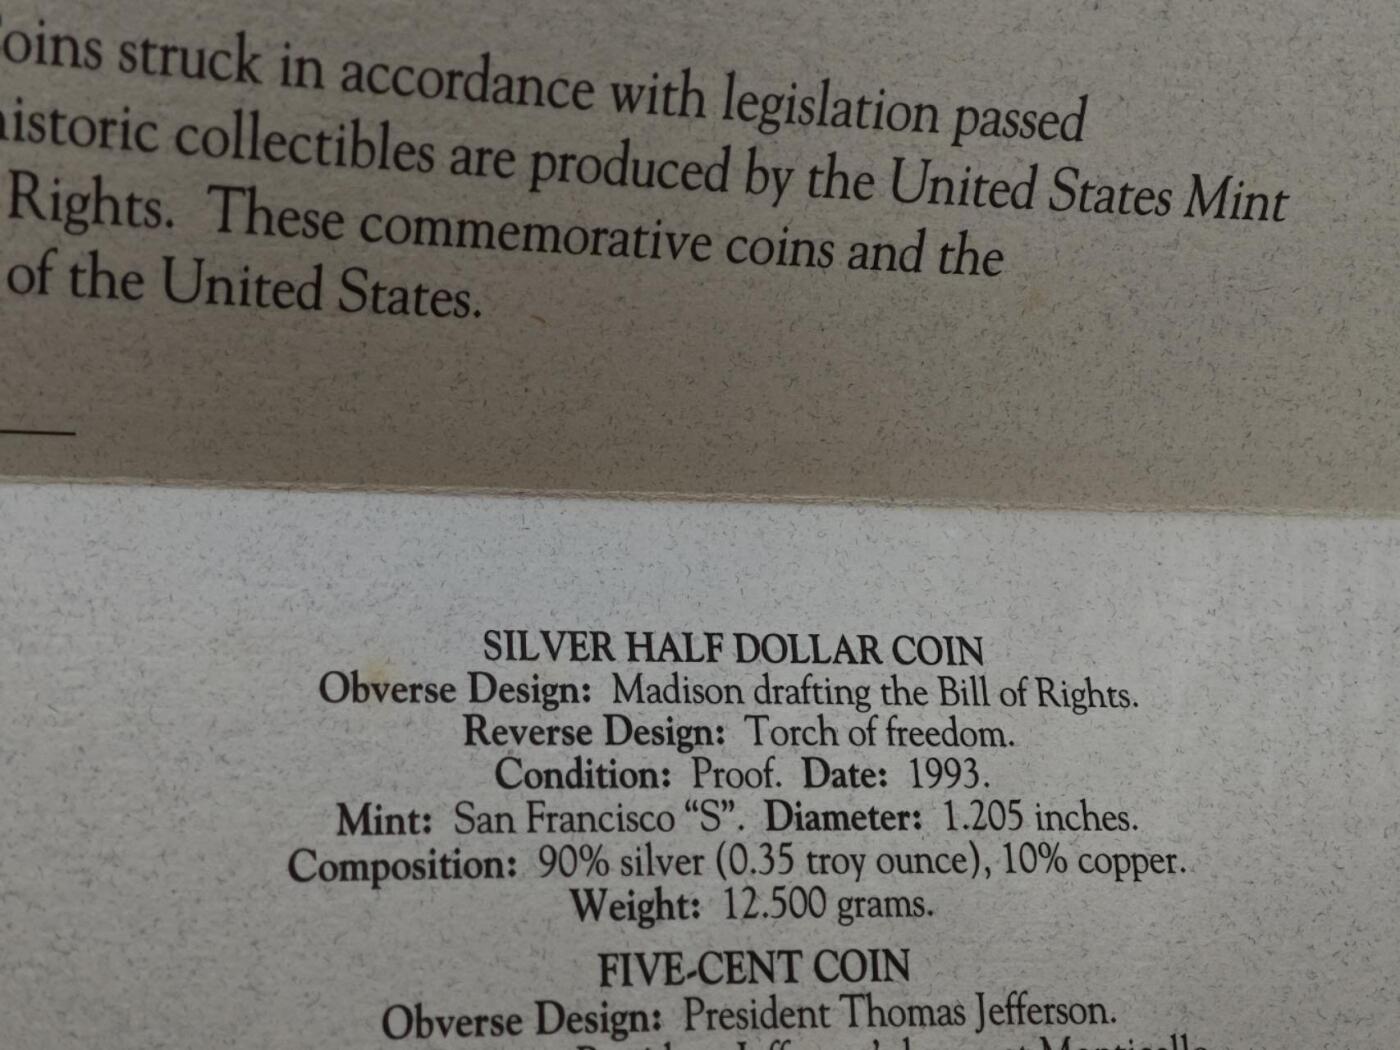 oins struck in accordance with legislation passed
historic collectibles are produced by the United States Mint
Rights. These commemorative coins and the
of the United States.
SILVER HALF DOLLAR COIN
Obverse Design: Madison drafting the Bill of Rights.
Reverse Design: Torch of freedom.
Condition: Proof. Date: 1993.
Mint: San Francisco “S”. Diameter: 1.205 inches.
Composition: 90% silver (0.35 troy ounce), 10% copper.
Weight: 12.500 grams.
FIVE-CENT COIN
Obverse Design: President Thomas Jefferson.